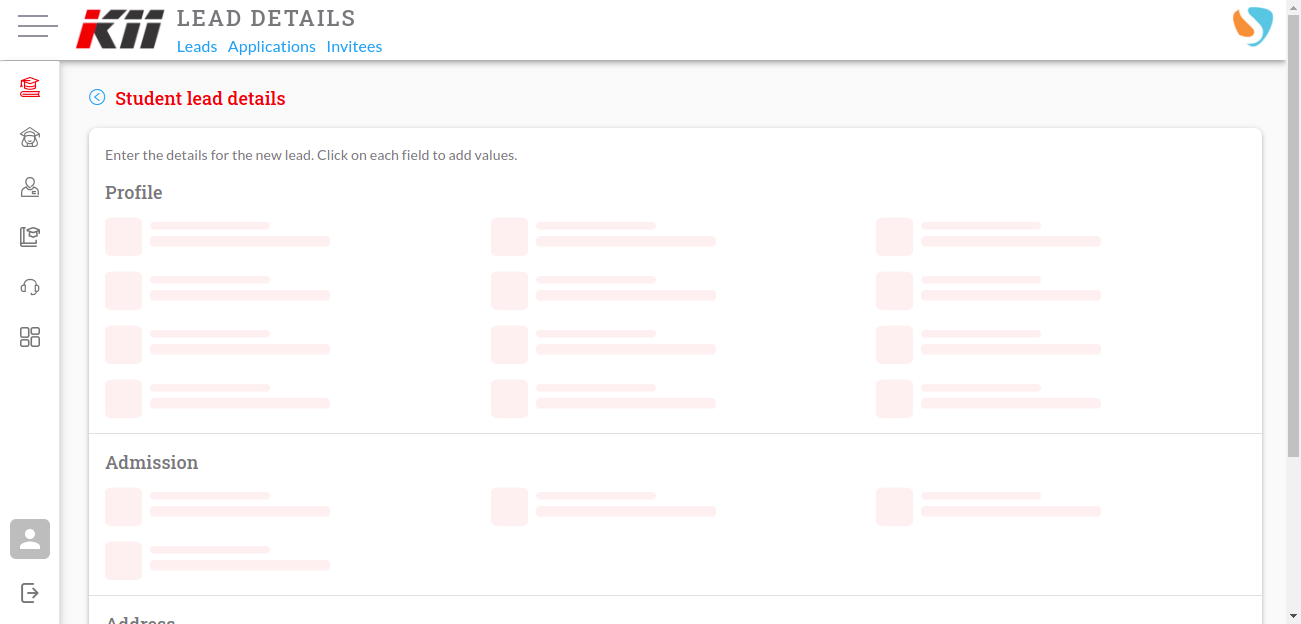 KiI
LEAD DETAILS
Leads Applications Invitees
Student lead details
Enter the details for the new lead. Click on each field to add values.
Profile
Admission
Address